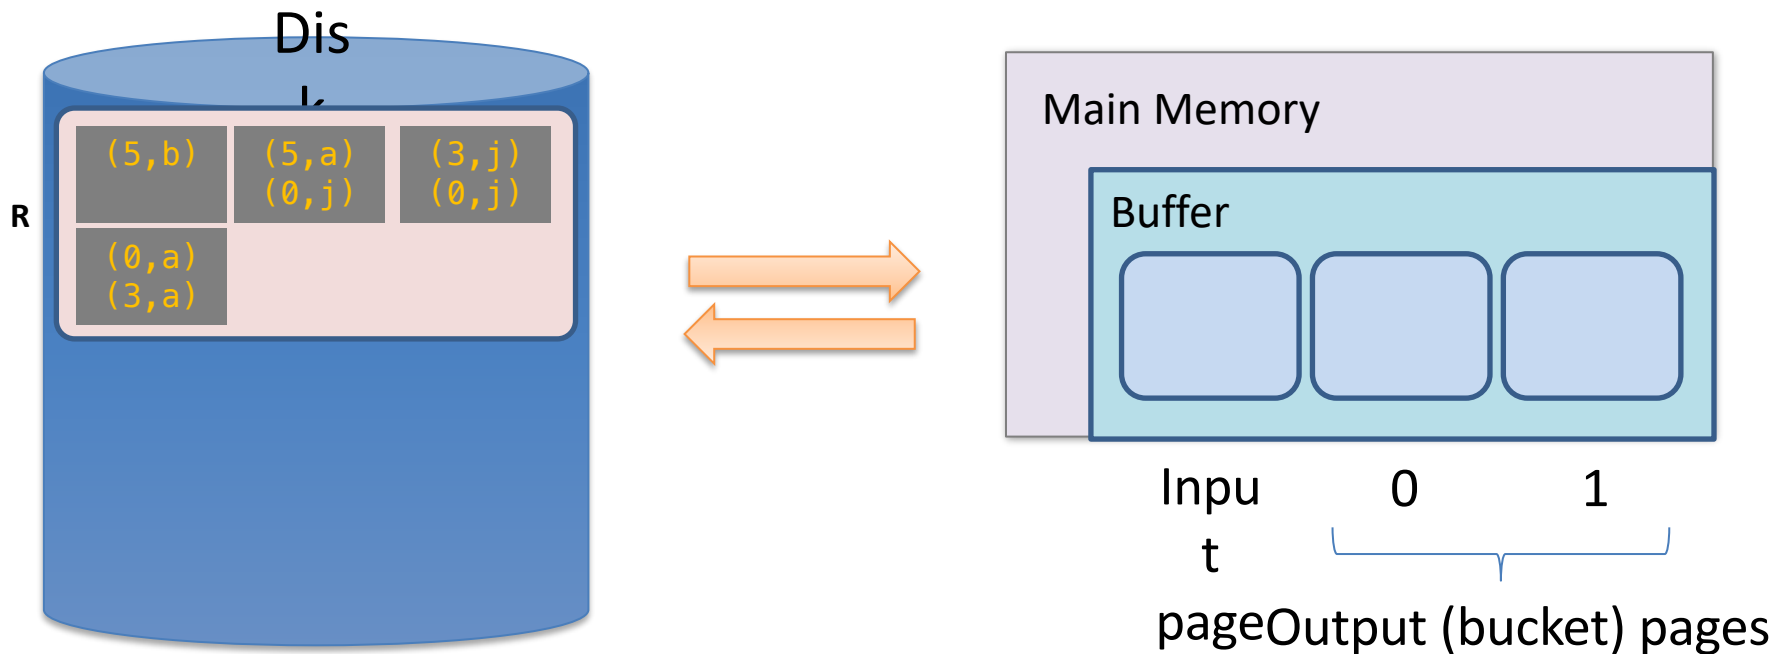 Dis
k
R
(5,b)
(5,a)
(0,j)
(3,j)
(0,j)
(0,a)
(3,a)
Main Memory
Buffer
Inpu
t
page
0
1
Output (bucket) pages